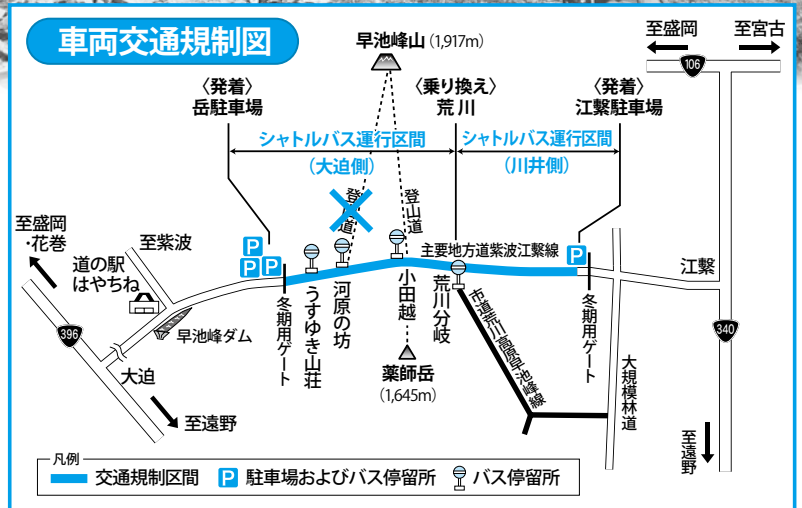 車両交通規制図
早池峰山(1,917m)
至盛岡
至宮古
106
〈発着〉
岳駐車場
〈乗り換え〉
荒川
〈発着〉
江繋駐車場
シャトルバス運行区間
(大迫側)
シャトルバス運行区間
(川井側)
登山道
登山道
至盛岡
・花巻
至紫波
道の駅
はやちね
P
P
P
P
主要地方道紫波江繋線
江繋
早池峰ダム
冬期用ゲート
うすゆき山荘
河原の坊
小田越
荒川分岐
冬期用ゲート
396
340
薬師岳
(1,645m)
市道荒川高原早池峰線
大規模林道
大迫
至遠野
至遠野
凡例
交通規制区間
P 駐車場およびバス停留所
バス停留所